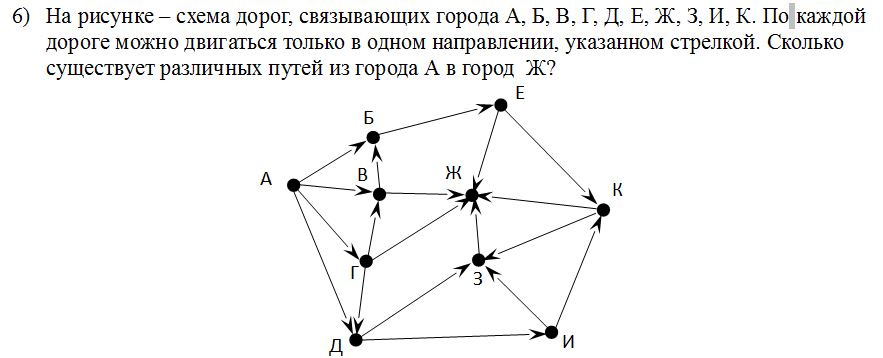 6) На рисунке – схема дорог, связывающих города А, Б, В, Г, Д, Е, Ж, З, И, К. По каждой
дороге можно двигаться только в одном направлении, указанном стрелкой. Сколько
существует различных путей из города А в город Ж?
Е
Б
А
В
Ж
К
Г
З
Д
И